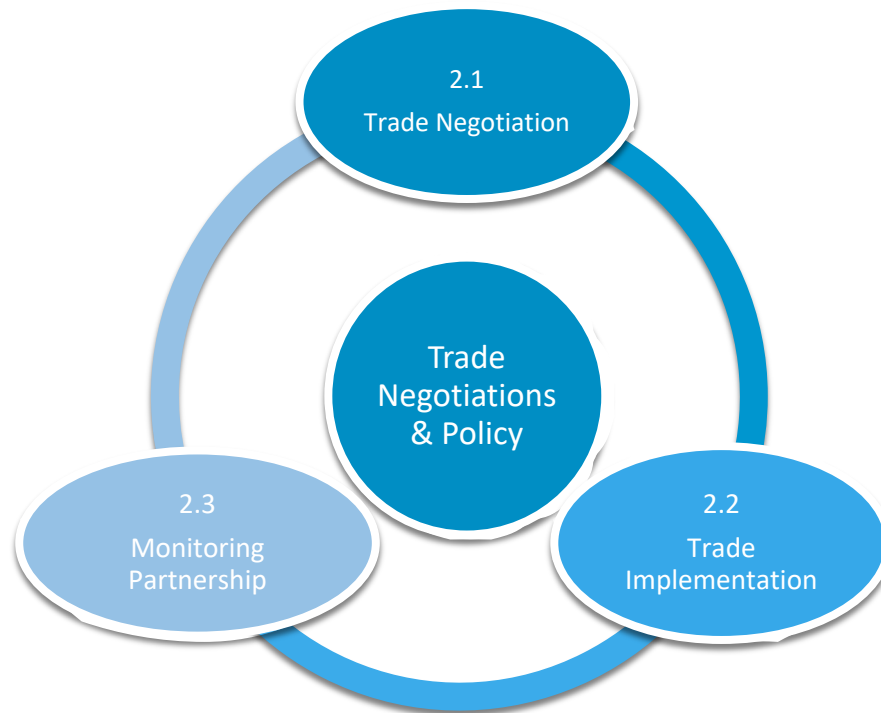 2.1
Trade Negotiation
Trade
Negotiations
& Policy
2.3
Monitoring
Partnership
2.2
Trade
Implementation